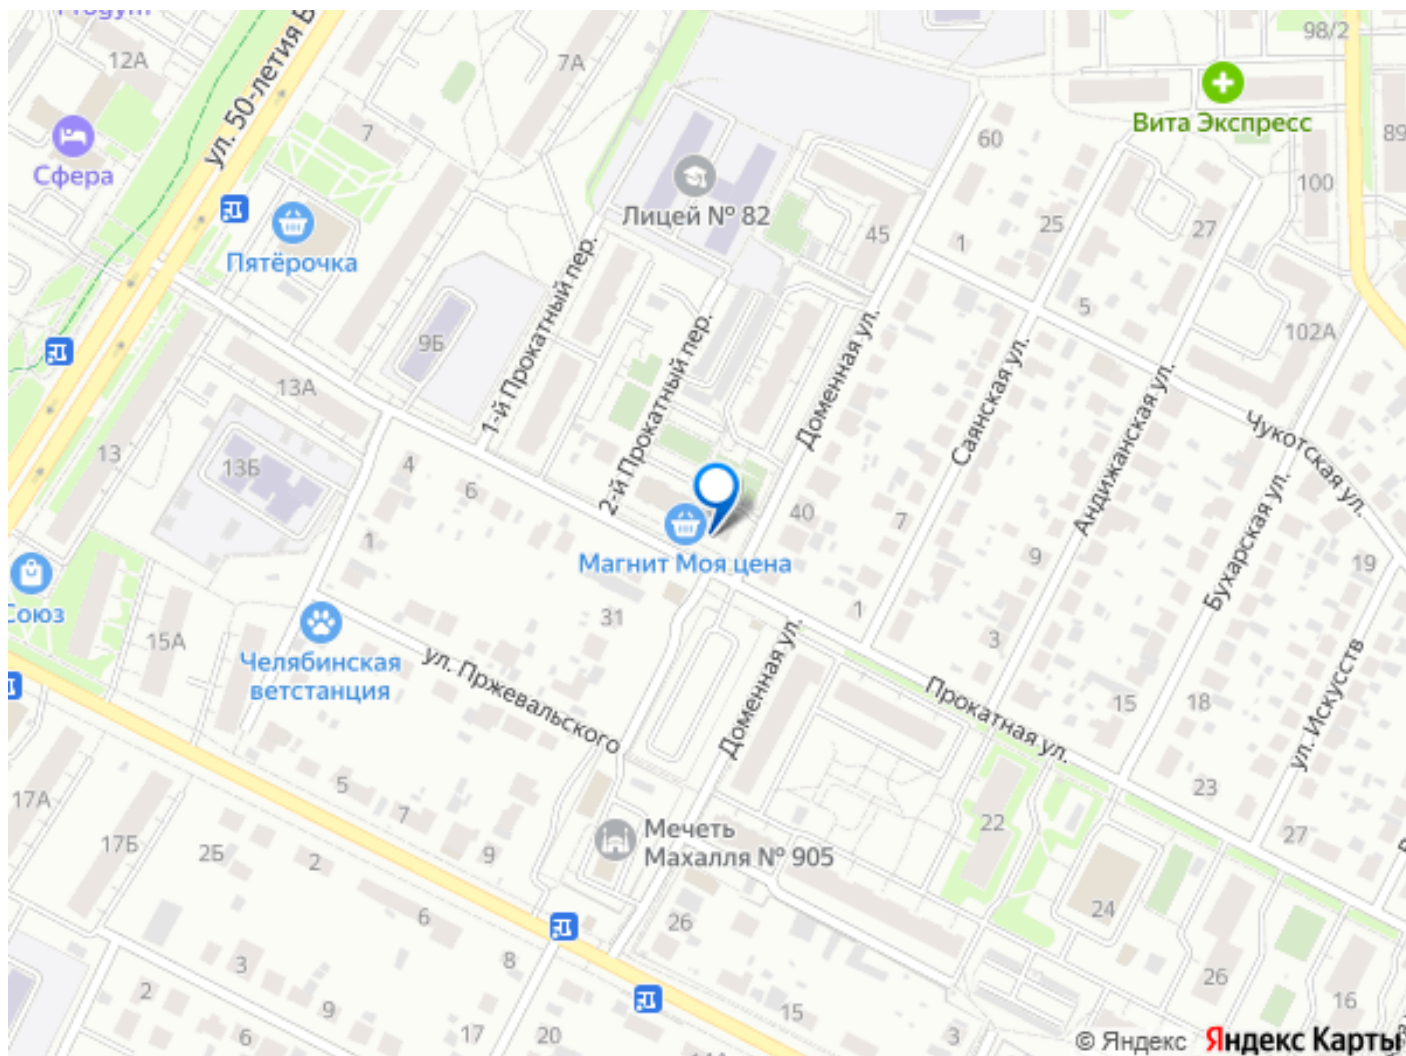 12А
ул. 50-летия В
7А
98/2
Вита Экспресс
89
7
60
Сфера
Лицей № 82
100
Пятёрочка
45
1
25
27
5
9Б
1-й Прокатный пер.
2-й Прокатный пер.
Доменная ул.
Саянская ул.
Андижанская ул.
102А
Чукотская ул.
13А
13
13Б
4
6
40
7
9
Бухарская ул.
19
1
Магнит Моя цена
Союз
15А
31
1
3
Челябинская
ветстанция
ул. Пржевальского
Доменная ул.
Прокатная ул.
15
18
ул. Искусств
23
17А
5
7
22
27
17Б
2Б
2
9
Мечеть
Махалля № 905
24
6
26
8
3
2
9
26
16
6
17
20
15
3
© Яндекс
Яндекс Карты